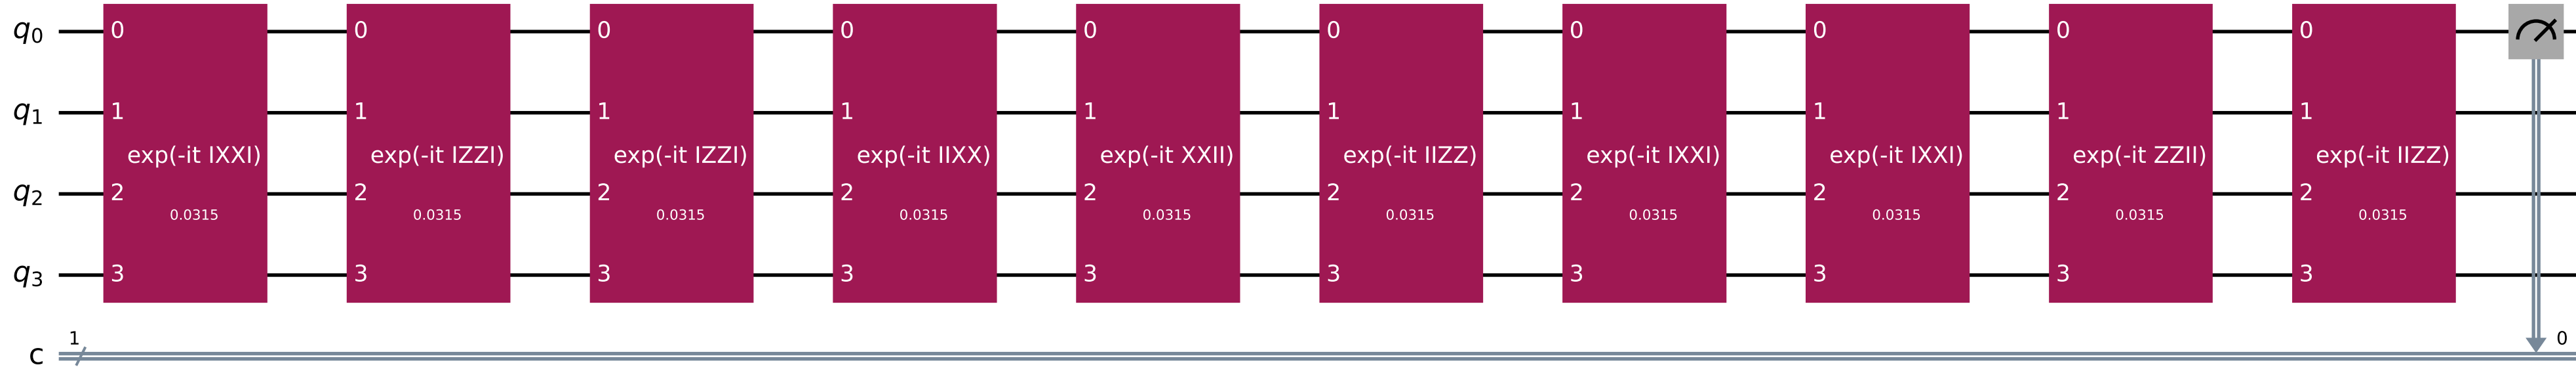 q0 0 0 0 0 0 0 0 0 0 0
q1 1 1 1 1 1 1 1 1 1 1
exp(-it IXXI) exp(-it IZZI) exp(-it IZZI) exp(-it IIXX) exp(-it XXII) exp(-it IIZZ) exp(-it IXXI) exp(-it IXXI) exp(-it ZZII) exp(-it IIZZ)
q2 2 2 2 2 2 2 2 2 2 2
0.0315 0.0315 0.0315 0.0315 0.0315 0.0315 0.0315 0.0315 0.0315 0.0315
q3 3 3 3 3 3 3 3 3 3 3
1 0
c